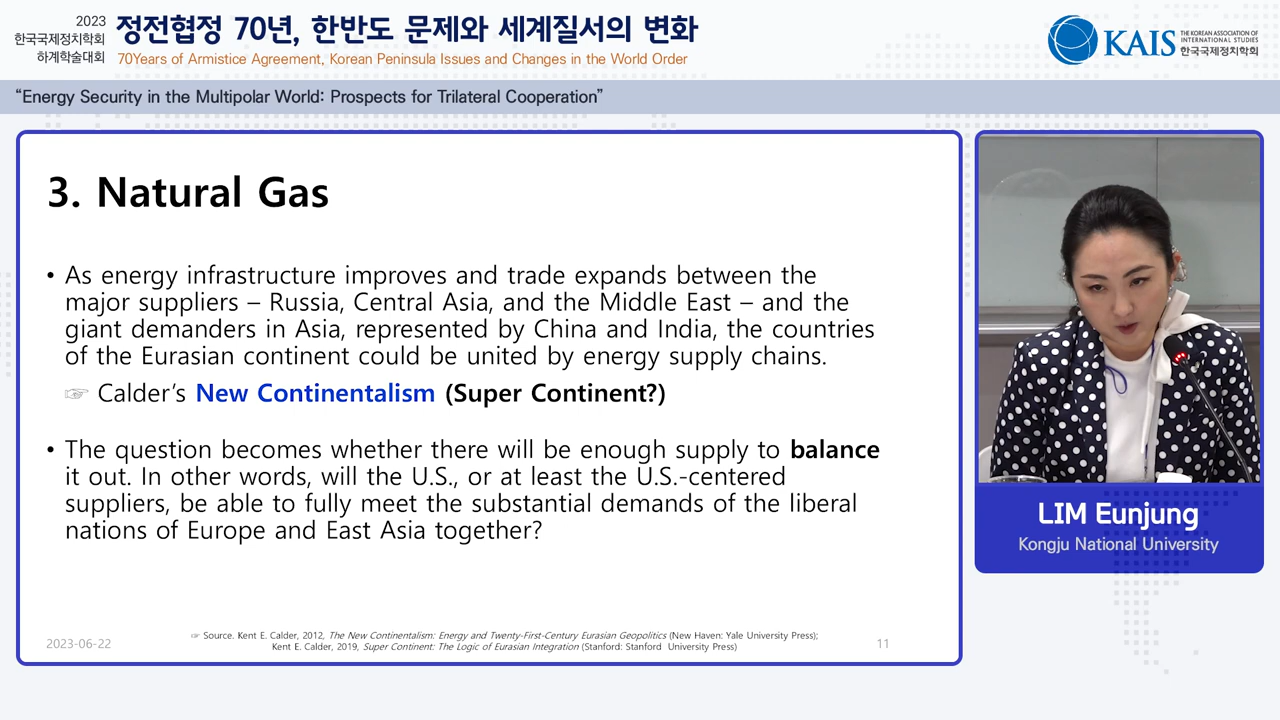 2023
한국국제정치학회
하계학술대회
정전협정 70년, 한반도 문제와 세계질서의 변화
70Years of Armistice Agreement, Korean Peninsula Issues and Changes in the World Order
KAIS
THE KOREAN ASSOCIATION OF
INTERNATIONAL STUDIES
한국국제정치학회
“Energy Security in the Multipolar World: Prospects for Trilateral Cooperation”
3. Natural Gas
• As energy infrastructure improves and trade expands between the
major suppliers – Russia, Central Asia, and the Middle East – and the
giant demanders in Asia, represented by China and India, the countries
of the Eurasian continent could be united by energy supply chains.
☞ Calder’s New Continentalism (Super Continent?)
• The question becomes whether there will be enough supply to balance
it out. In other words, will the U.S., or at least the U.S.-centered
suppliers, be able to fully meet the substantial demands of the liberal
nations of Europe and East Asia together?
2023-06-22
☞ Source. Kent E. Calder, 2012, The New Continentalism: Energy and Twenty-First-Century Eurasian Geopolitics (New Haven: Yale University Press);
Kent E. Calder, 2019, Super Continent: The Logic of Eurasian Integration (Stanford: Stanford University Press)
11
LIM Eunjung
Kongju National University